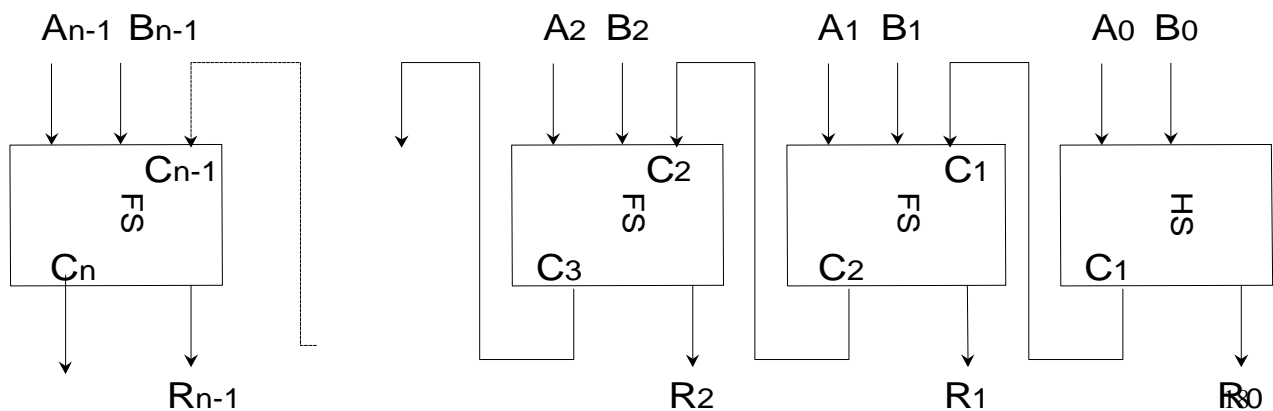 An-1 Bn-1 A2 B2 A1 B1 A0 B0
Cn-1 C2 C1
FS FS FS HS
Cn C3 C2 C1
Rn-1 R2 R1 R0